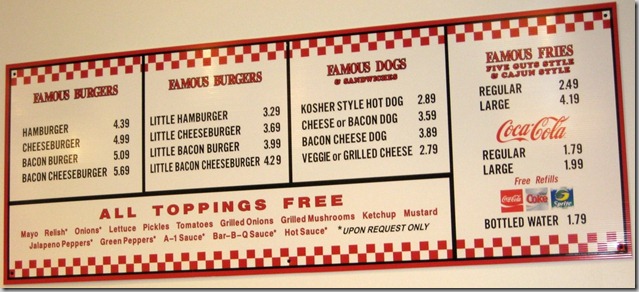 FAMOUS BURGERS
HAMBURGER 4.39
CHEESEBURGER 4.99
BACON BURGER 5.09
BACON CHEESEBURGER 5.69
FAMOUS BURGERS
LITTLE HAMBURGER 3.29
LITTLE CHEESEBURGER 3.69
LITTLE BACON BURGER 3.99
LITTLE BACON CHEESEBURGER 4.29
FAMOUS DOGS
& SANDWICHES
KOSHER STYLE HOT DOG 2.89
CHEESE or BACON DOG 3.59
BACON CHEESE DOG 3.89
VEGGIE or GRILLED CHEESE 2.79
FAMOUS FRIES
FIVE GUYS STYLE
& CAJUN STYLE
REGULAR 2.49
LARGE 4.19
Coca-Cola
REGULAR 1.79
LARGE 1.99
Free Refills
Coca-Cola Coke Sprite
BOTTLED WATER 1.79
ALL TOPPINGS FREE
Mayo Relish* Onions* Lettuce Pickles Tomatoes Grilled Onions Grilled Mushrooms Ketchup Mustard
Jalapeno Peppers* Green Peppers* A-1 Sauce* Bar-B-Q Sauce* Hot Sauce* *UPON REQUEST ONLY